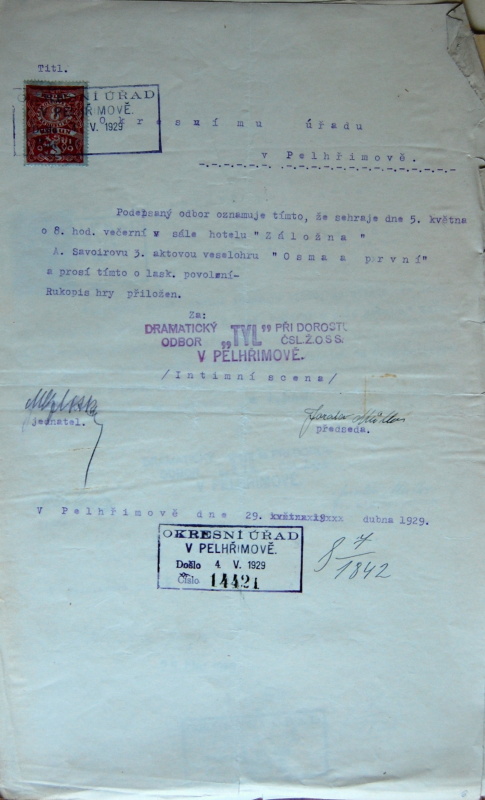 Titl.
OKRESNÍ ÚŘAD
V PELHŘIMOVĚ.
V. 1929
Okresnímu úřadu
v Pelhřimově.
Podepsaný odbor oznamuje tímto, že sehraje dne 5. května
o 8. hod. večerní v sále hotelu "Záložna"
A. Savoirovu 3. aktovou veselohru "Osma a první"
a prosí tímto o lask. povolení-
Rukopis hry přiložen.
Za:
DRAMATICKÝ ODBOR „TYL" PŘI DOROSTU ČSL.Ž.O.S.S.
V PELHŘIMOVĚ.
/Intimní scena/
jednatel.
předseda.
V Pelhřimově dne 29. května xx19xxx dubna 1929.
OKRESNÍ ÚŘAD
V PELHŘIMOVĚ.
Došlo 4. V. 1929
Číslo 14421
8 7/1842